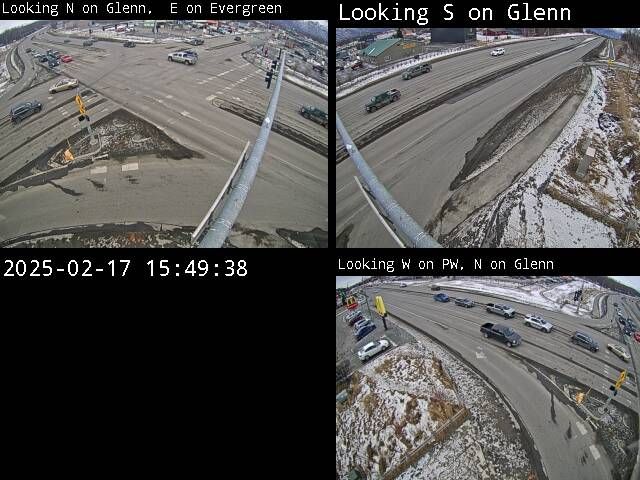 Looking N on Glenn,  E on Evergreen
Looking S on Glenn
2025-02-17 15:49:38
Looking W on PW, N on Glenn